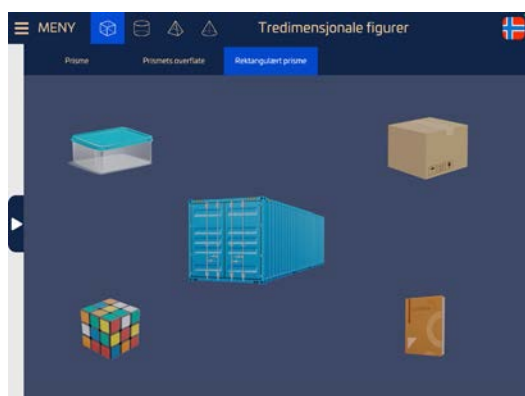 MENY
Tredimensjonale figurer
Prisme
Prismets overflate
Rektangulært prisme